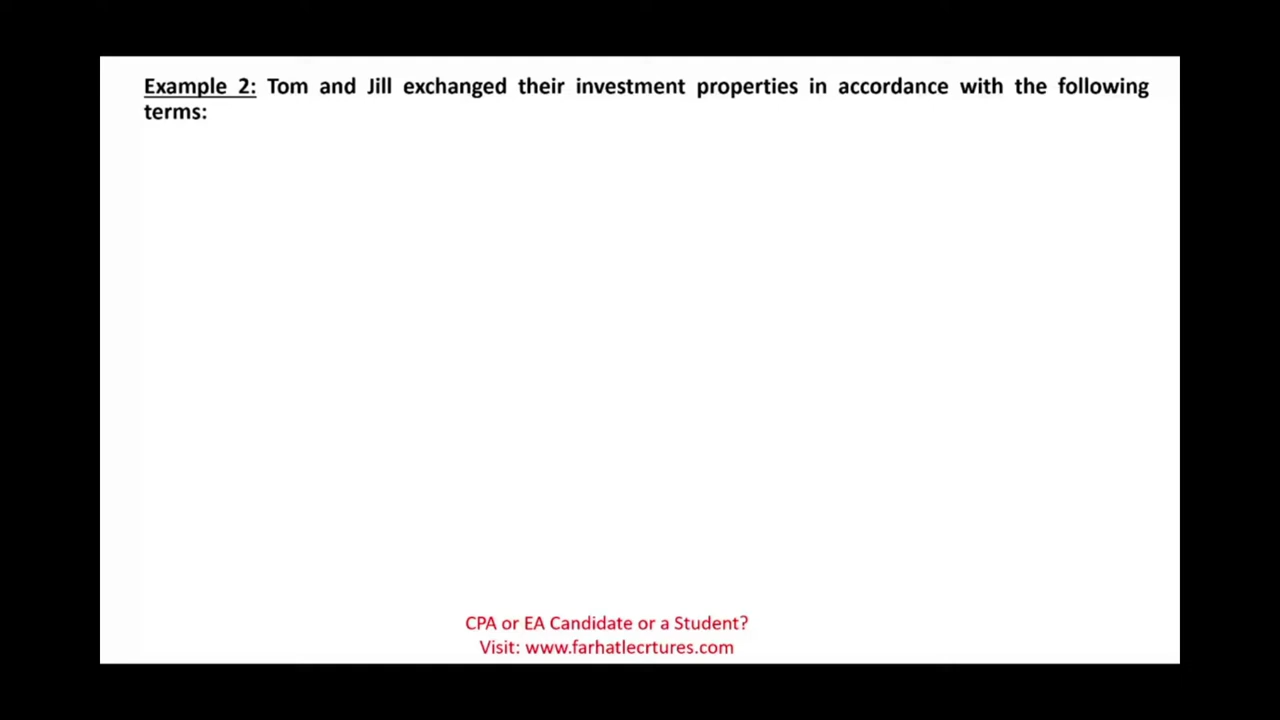 Example 2: Tom and Jill exchanged their investment properties in accordance with the following
terms:
CPA or EA Candidate or a Student?
Visit: www.farhatlecrtures.com